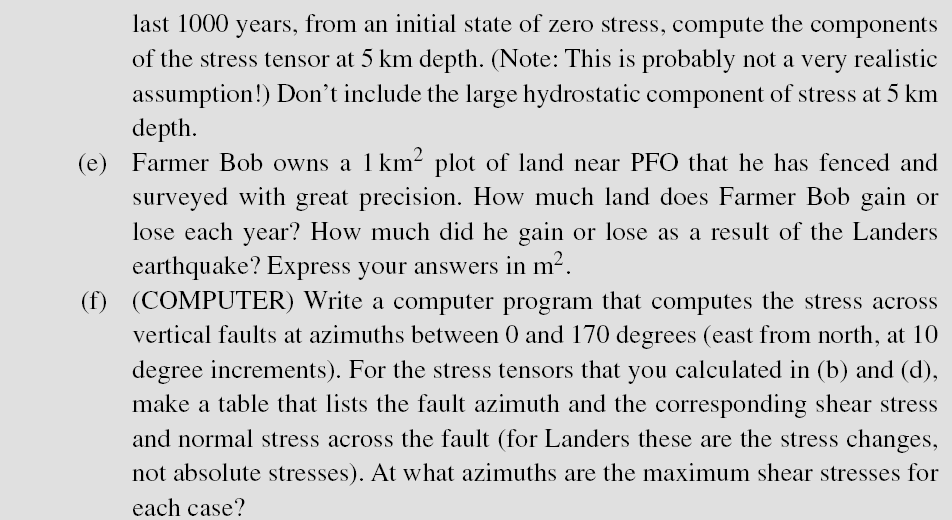 last 1000 years, from an initial state of zero stress, compute the components
of the stress tensor at 5 km depth. (Note: This is probably not a very realistic
assumption!) Don't include the large hydrostatic component of stress at 5 km
depth.
(e) Farmer Bob owns a 1 km² plot of land near PFO that he has fenced and
surveyed with great precision. How much land does Farmer Bob gain or
lose each year? How much did he gain or lose as a result of the Landers
earthquake? Express your answers in m².
(f) (COMPUTER) Write a computer program that computes the stress across
vertical faults at azimuths between 0 and 170 degrees (east from north, at 10
degree increments). For the stress tensors that you calculated in (b) and (d),
make a table that lists the fault azimuth and the corresponding shear stress
and normal stress across the fault (for Landers these are the stress changes,
not absolute stresses). At what azimuths are the maximum shear stresses for
each case?